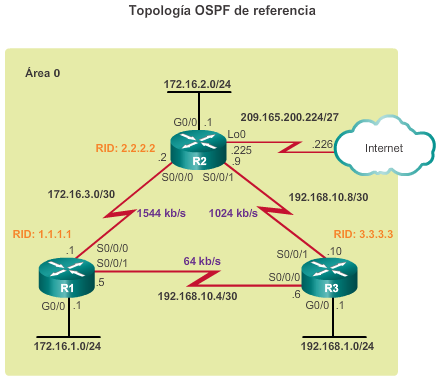 Topología OSPF de referencia
Área 0
172.16.2.0/24
G0/0
.1
209.165.200.224/27
RID: 2.2.2.2
Lo0
.225
.226
Internet
.2
R2
.9
S0/0/0
S0/0/1
172.16.3.0/30
192.168.10.8/30
1544 kb/s
1024 kb/s
RID: 1.1.1.1
RID: 3.3.3.3
.1
S0/0/0
S0/0/1
.10
S0/0/1
64 kb/s
S0/0/0
R1
.5
192.168.10.4/30
.6
R3
G0/0
.1
G0/0
.1
172.16.1.0/24
192.168.1.0/24